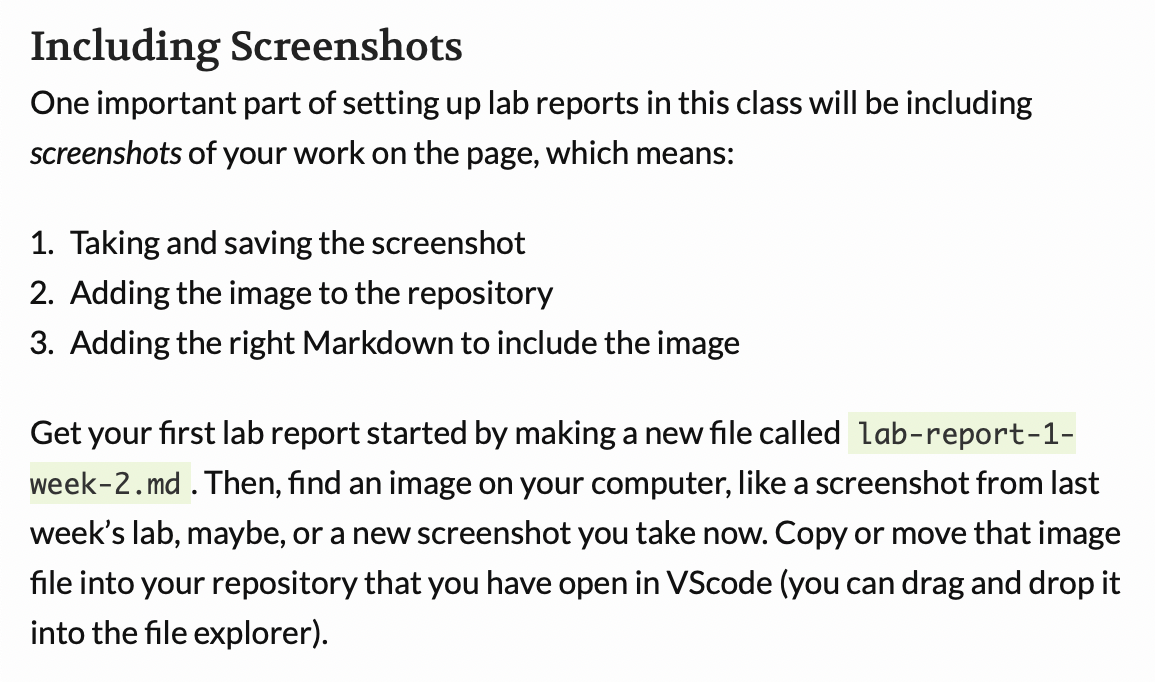 Including Screenshots
One important part of setting up lab reports in this class will be including
screenshots of your work on the page, which means:
1. Taking and saving the screenshot
2. Adding the image to the repository
3. Adding the right Markdown to include the image
Get your first lab report started by making a new file called lab-report-1-
week-2.md. Then, find an image on your computer, like a screenshot from last
week’s lab, maybe, or a new screenshot you take now. Copy or move that image
file into your repository that you have open in VScode (you can drag and drop it
into the file explorer).